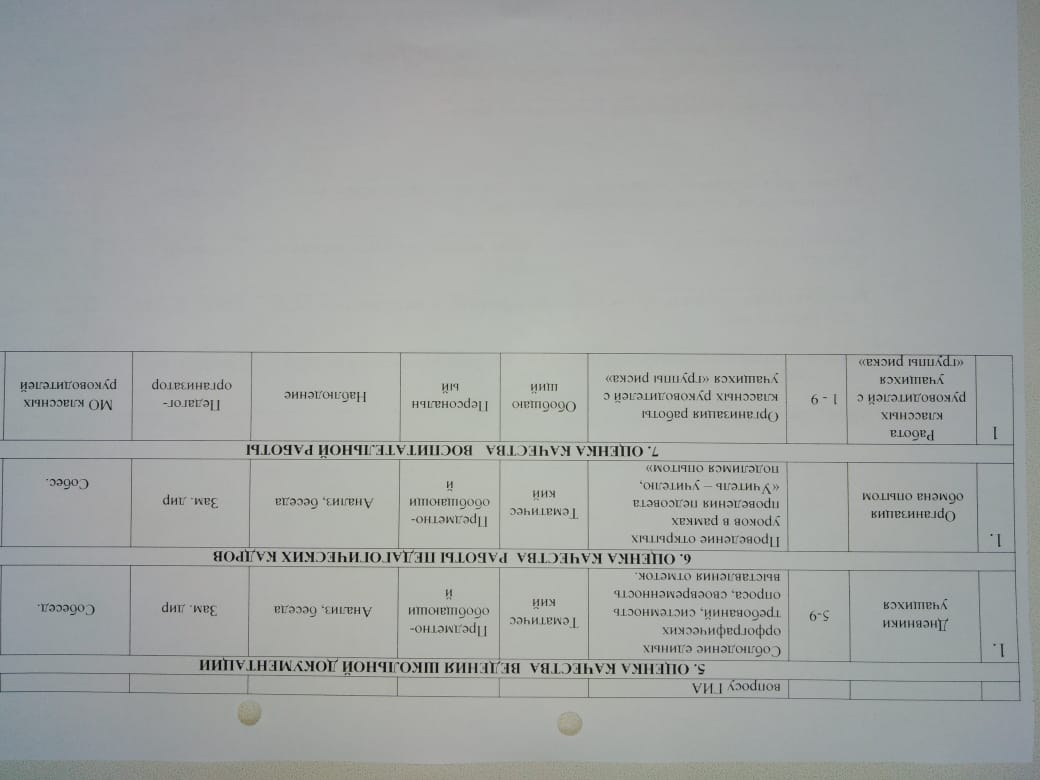 вопросу ГИА
5. ОЦЕНКА КАЧЕСТВА ВЕДЕНИЯ ШКОЛЬНОЙ ДОКУМЕНТАЦИИ
1.
Дневники
учащихся
5-9
Соблюдение единых
орфографических
требований, системность
опроса, своевременность
выставления отметок.
Тематичес
кий
Предметно-
обобщающи
й
Анализ, беседа
Зам. дир.
Собесед.
6. ОЦЕНКА КАЧЕСТВА РАБОТЫ ПЕДАГОГИЧЕСКИХ КАДРОВ
1.
Организация
обмена опытом
Проведение открытых
уроков в рамках
проведения педсовета
«Учитель – учителю,
поделимся опытом»
Тематичес
кий
Предметно-
обобщающи
й
Анализ, беседа
Зам. дир
Собес.
7. ОЦЕНКА КАЧЕСТВА ВОСПИТАТЕЛЬНОЙ РАБОТЫ
1
Работа
классных
руководителей с
учащихся
«группы риска»
1 - 9
Организация работы
классных руководителей с
учащихся «группы риска»
Обобщаю
щий
Персональн
ый
Наблюдение
Педагог-
организатор
МО классных
руководителей